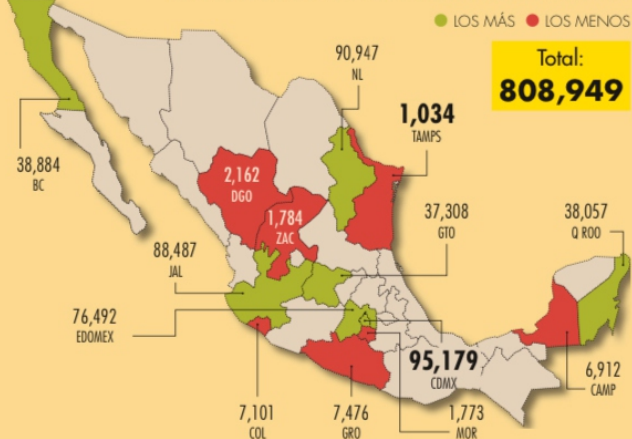 LOS MÁS LOS MENOS
Total:
808,949
90,947
NL
1,034
TAMPS
38,884
BC
2,162
DGO
1,784
ZAC
37,308
GTO
38,057
Q ROO
88,487
JAL
76,492
EDOMEX
95,179
CDMX
6,912
CAMP
7,101
COL
7,476
GRO
1,773
MOR